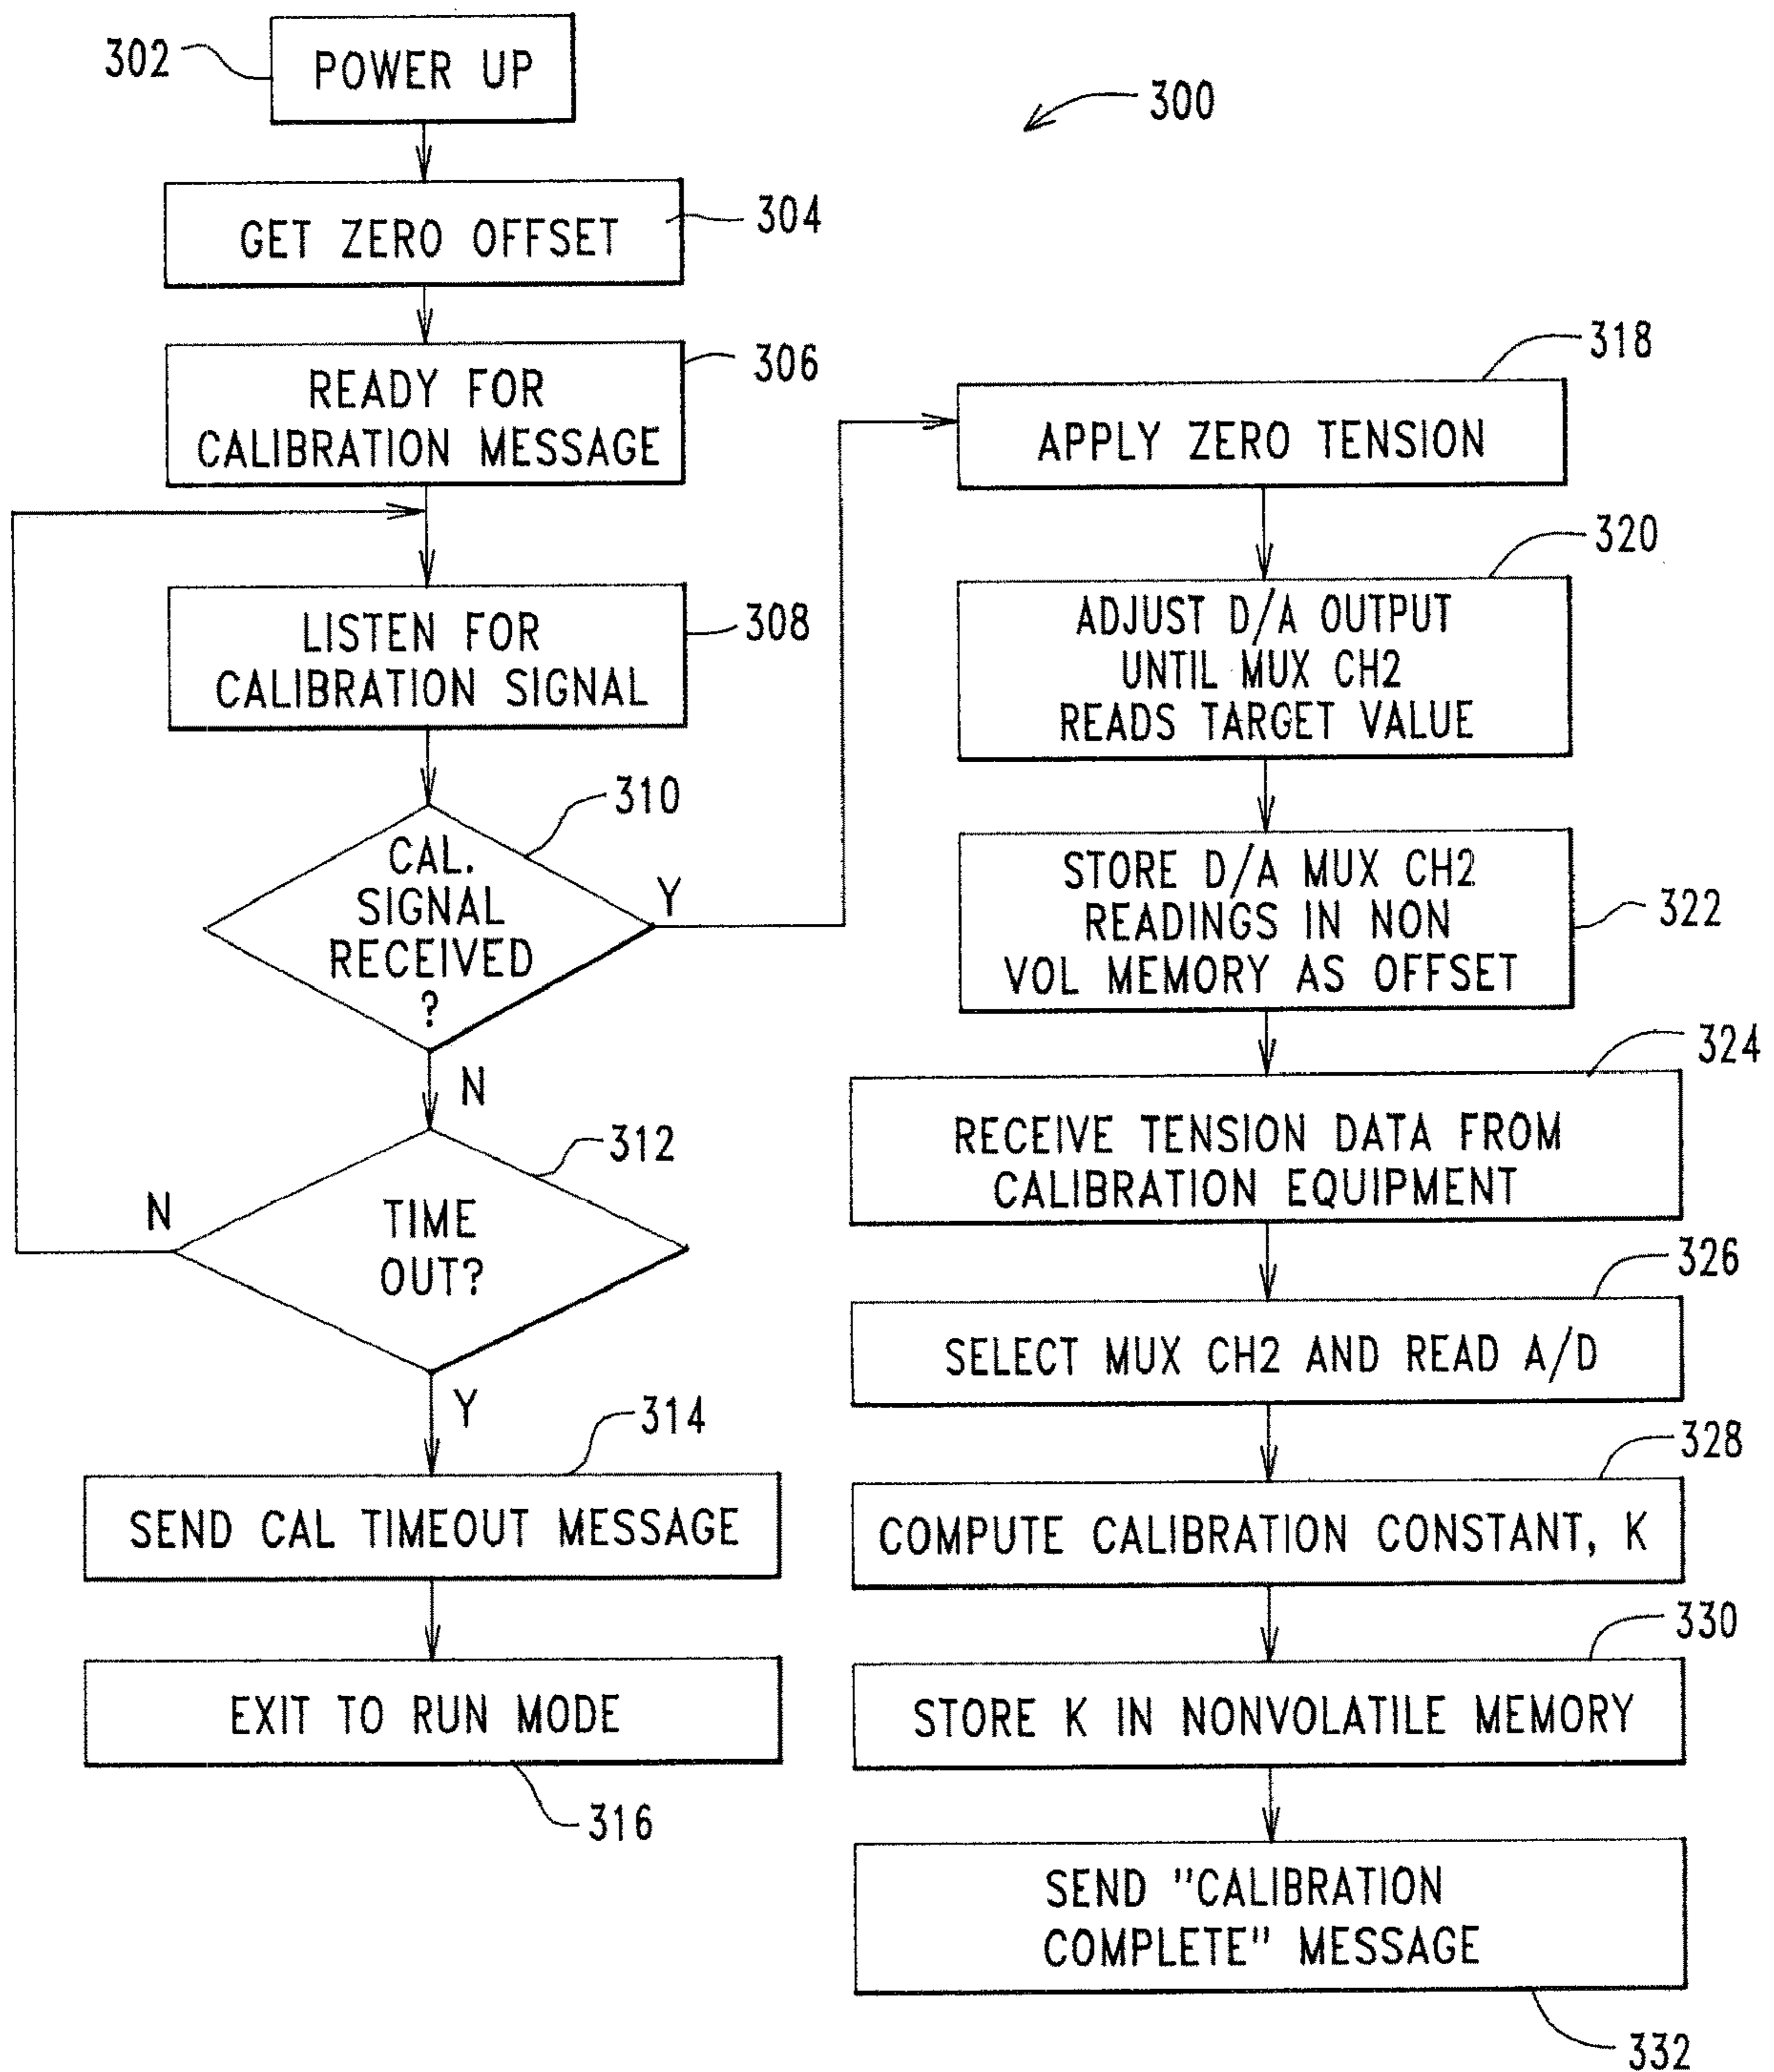 302
POWER UP
300
GET ZERO OFFSET
304
READY FOR
CALIBRATION MESSAGE
306
LISTEN FOR
CALIBRATION SIGNAL
308
CAL.
SIGNAL
RECEIVED
?
310
Y
N
TIME
OUT?
312
N
Y
SEND CAL TIMEOUT MESSAGE
314
EXIT TO RUN MODE
316
APPLY ZERO TENSION
318
ADJUST D/A OUTPUT
UNTIL MUX CH2
READS TARGET VALUE
320
STORE D/A MUX CH2
READINGS IN NON
VOL MEMORY AS OFFSET
322
RECEIVE TENSION DATA FROM
CALIBRATION EQUIPMENT
324
SELECT MUX CH2 AND READ A/D
326
COMPUTE CALIBRATION CONSTANT, K
328
STORE K IN NONVOLATILE MEMORY
330
SEND "CALIBRATION
COMPLETE" MESSAGE
332